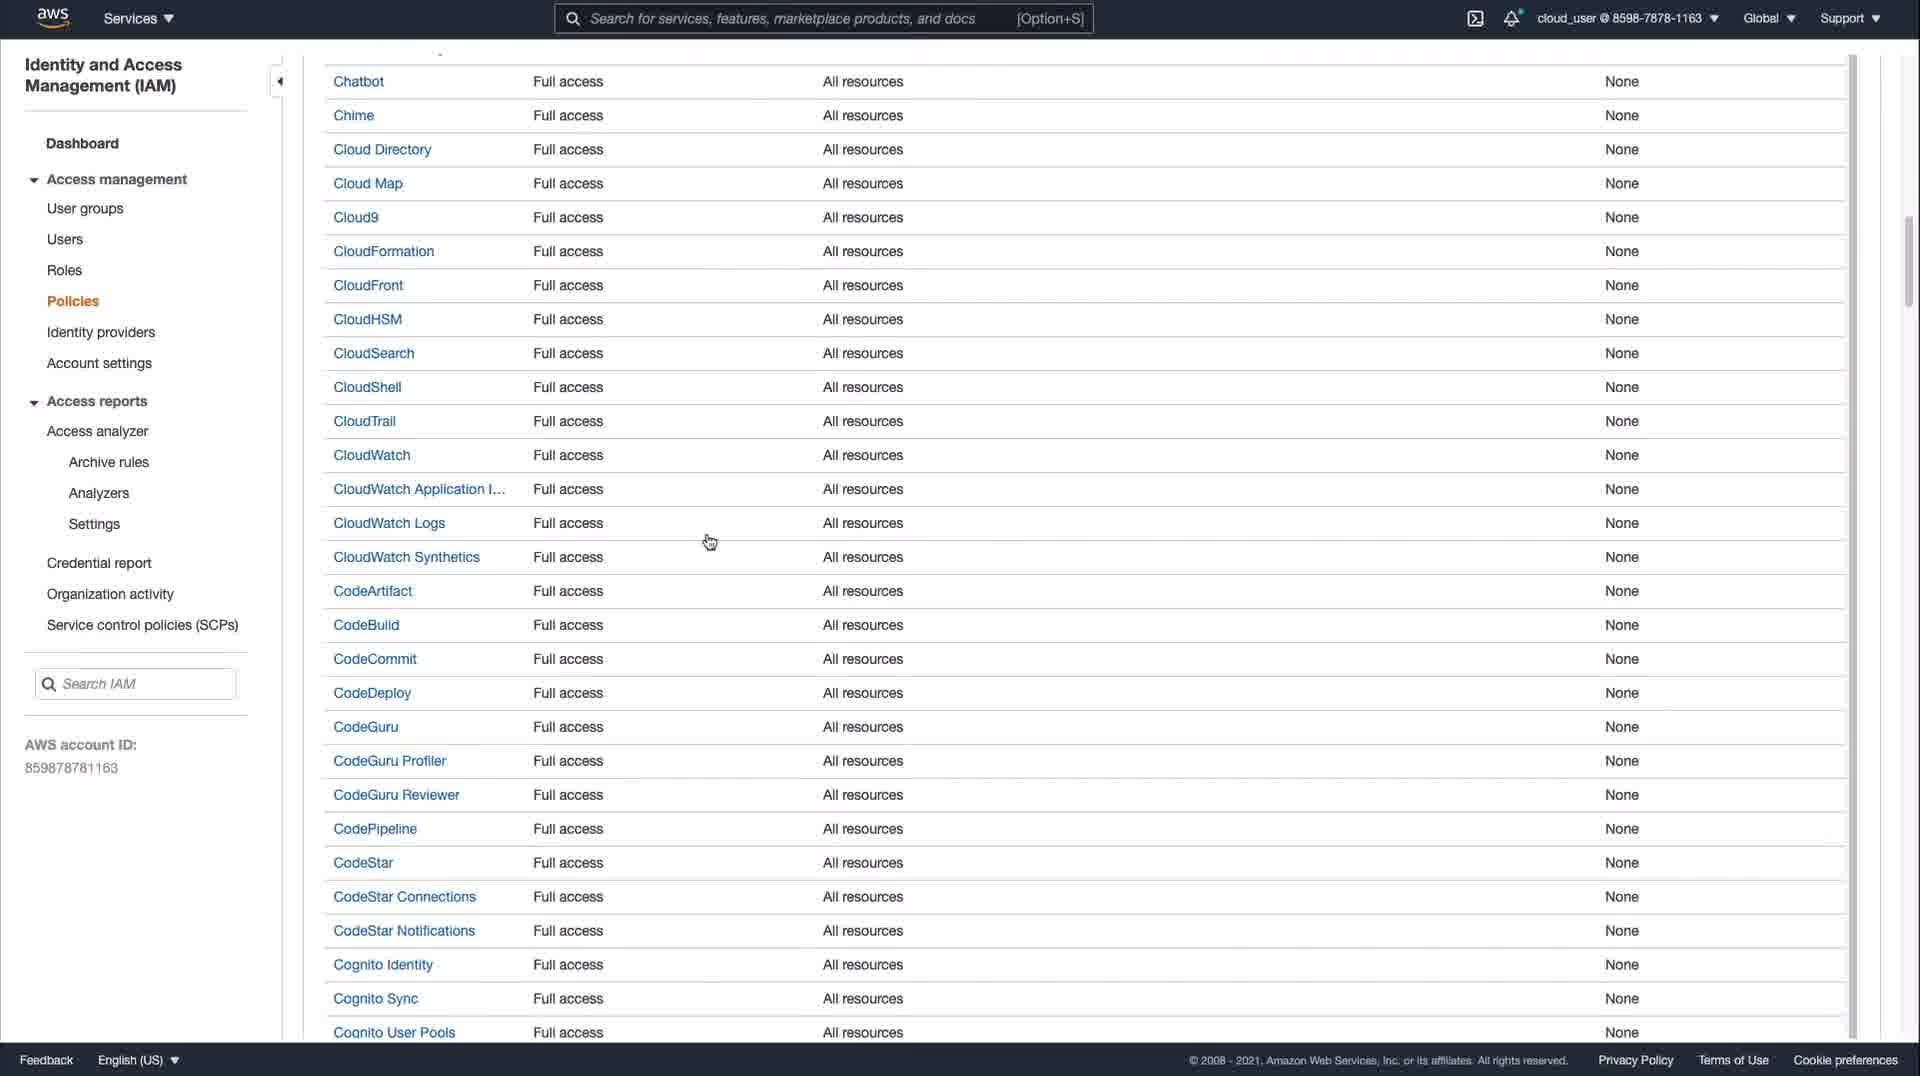 aws
Services
Search for services, features, marketplace products, and docs
[Option+S]
cloud_user @ 8598-7878-1163
Global
Support
Identity and Access
Management (IAM)
Dashboard
Access management
User groups
Users
Roles
Policies
Identity providers
Account settings
Access reports
Access analyzer
Archive rules
Analyzers
Settings
Credential report
Organization activity
Service control policies (SCPs)
Search IAM
AWS account ID:
859878781163
Chatbot Full access All resources None
Chime Full access All resources None
Cloud Directory Full access All resources None
Cloud Map Full access All resources None
Cloud9 Full access All resources None
CloudFormation Full access All resources None
CloudFront Full access All resources None
CloudHSM Full access All resources None
CloudSearch Full access All resources None
CloudShell Full access All resources None
CloudTrail Full access All resources None
CloudWatch Full access All resources None
CloudWatch Application I... Full access All resources None
CloudWatch Logs Full access All resources None
CloudWatch Synthetics Full access All resources None
CodeArtifact Full access All resources None
CodeBuild Full access All resources None
CodeCommit Full access All resources None
CodeDeploy Full access All resources None
CodeGuru Full access All resources None
CodeGuru Profiler Full access All resources None
CodeGuru Reviewer Full access All resources None
CodePipeline Full access All resources None
CodeStar Full access All resources None
CodeStar Connections Full access All resources None
CodeStar Notifications Full access All resources None
Cognito Identity Full access All resources None
Cognito Sync Full access All resources None
Cognito User Pools Full access All resources None
Feedback
English (US)
© 2008 - 2021, Amazon Web Services, Inc. or its affiliates. All rights reserved.
Privacy Policy
Terms of Use
Cookie preferences